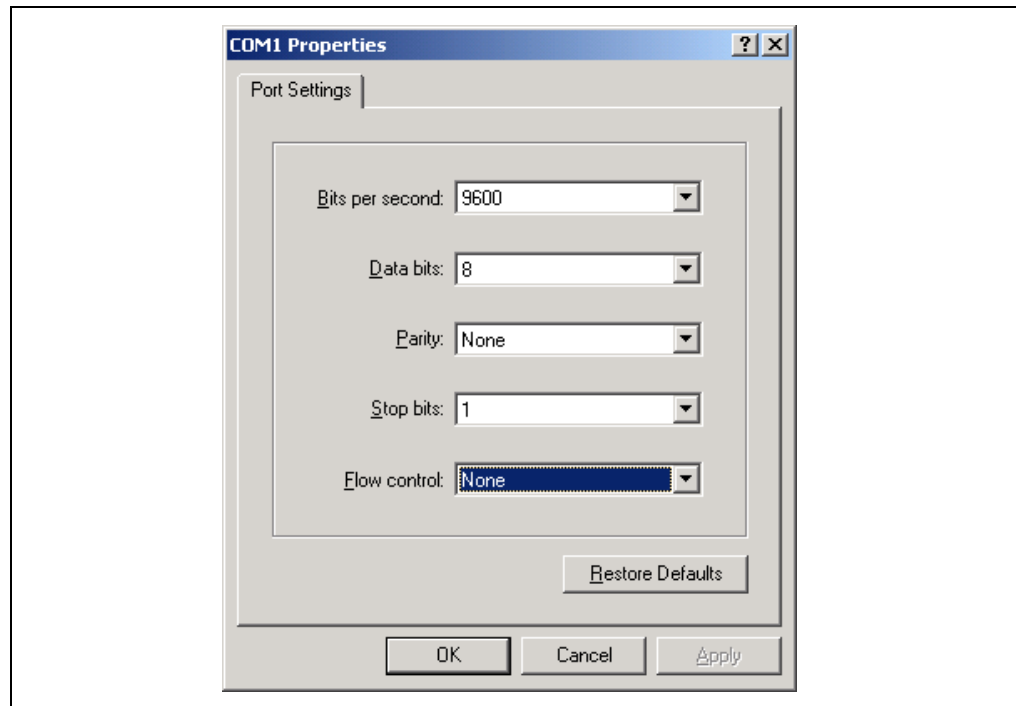 COM1 Properties
Port Settings
Bits per second: 9600
Data bits: 8
Parity: None
Stop bits: 1
Flow control: None
Restore Defaults
OK Cancel Apply